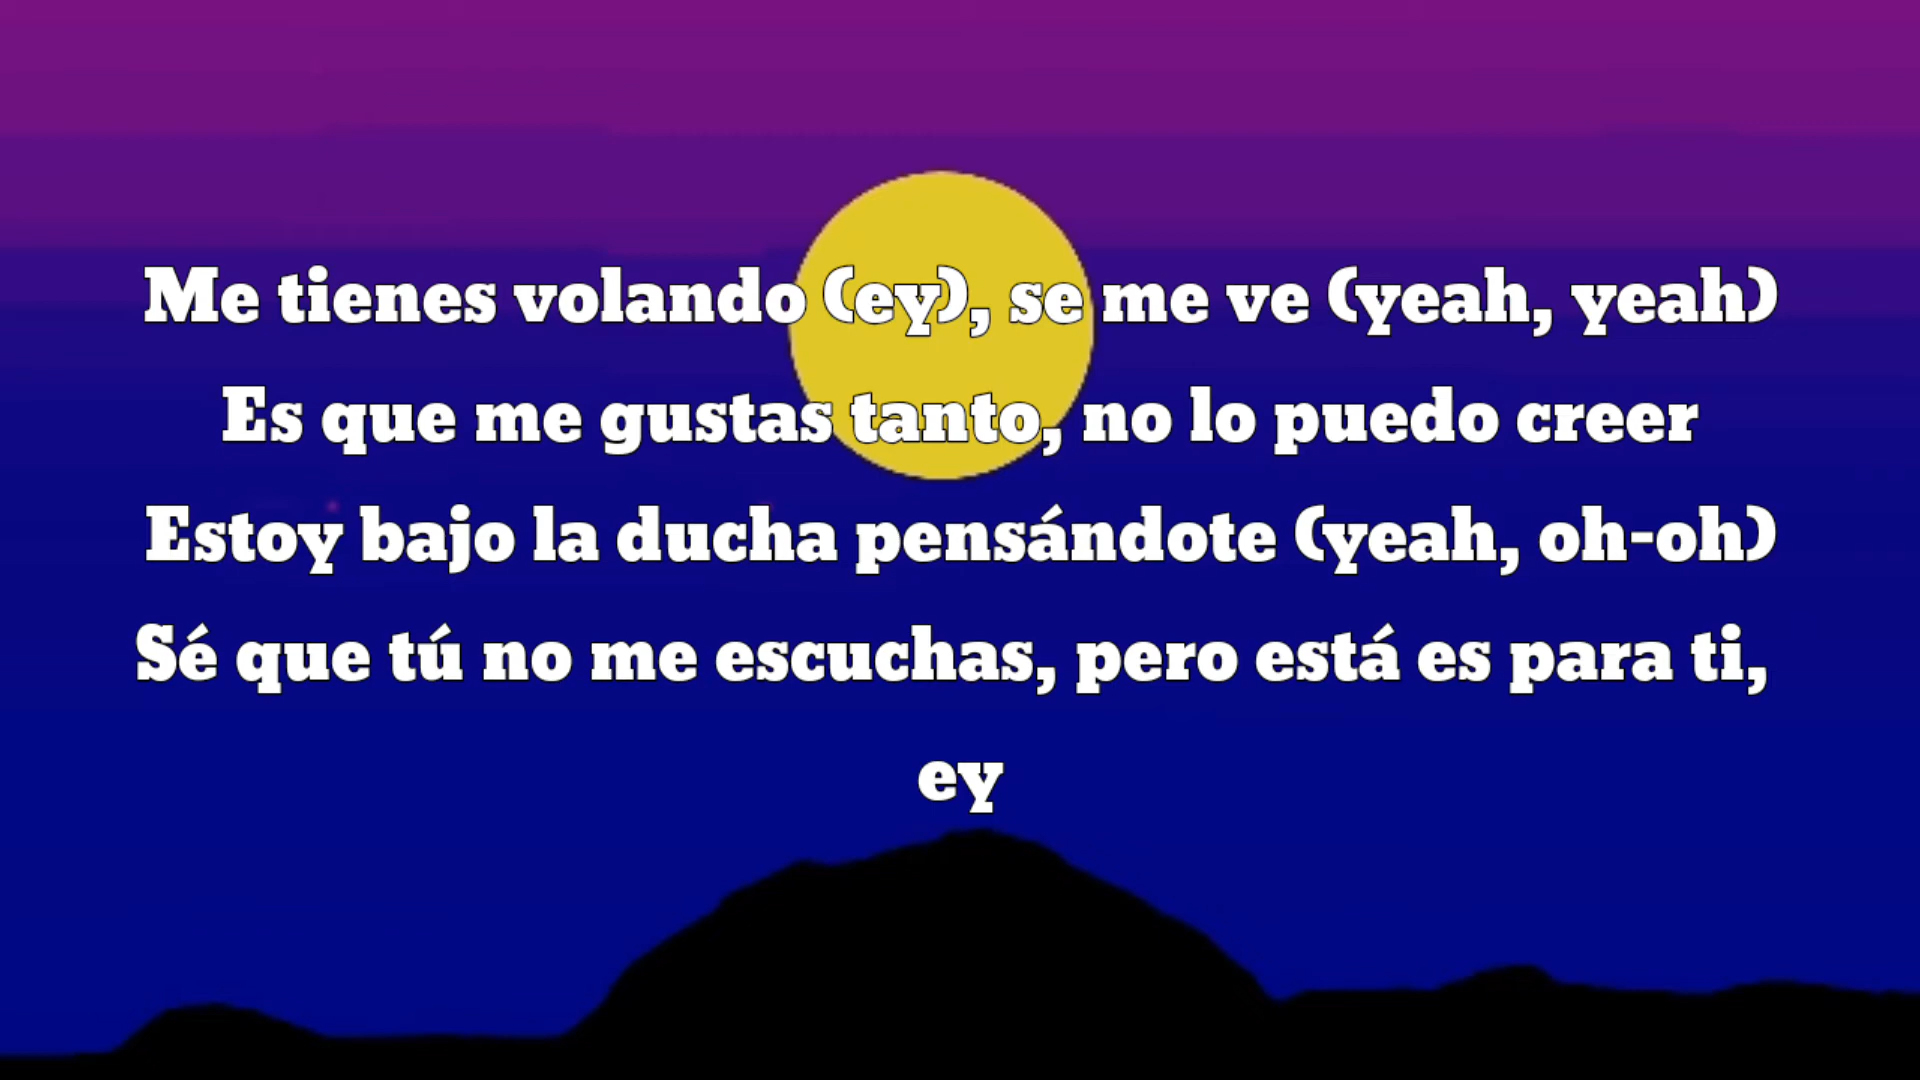 Me tienes volando (ey), se me ve (yeah, yeah)
Es que me gustas tanto, no lo puedo creer
Estoy bajo la ducha pensándote (yeah, oh-oh)
Sé que tú no me escuchas, pero está es para ti,
ey